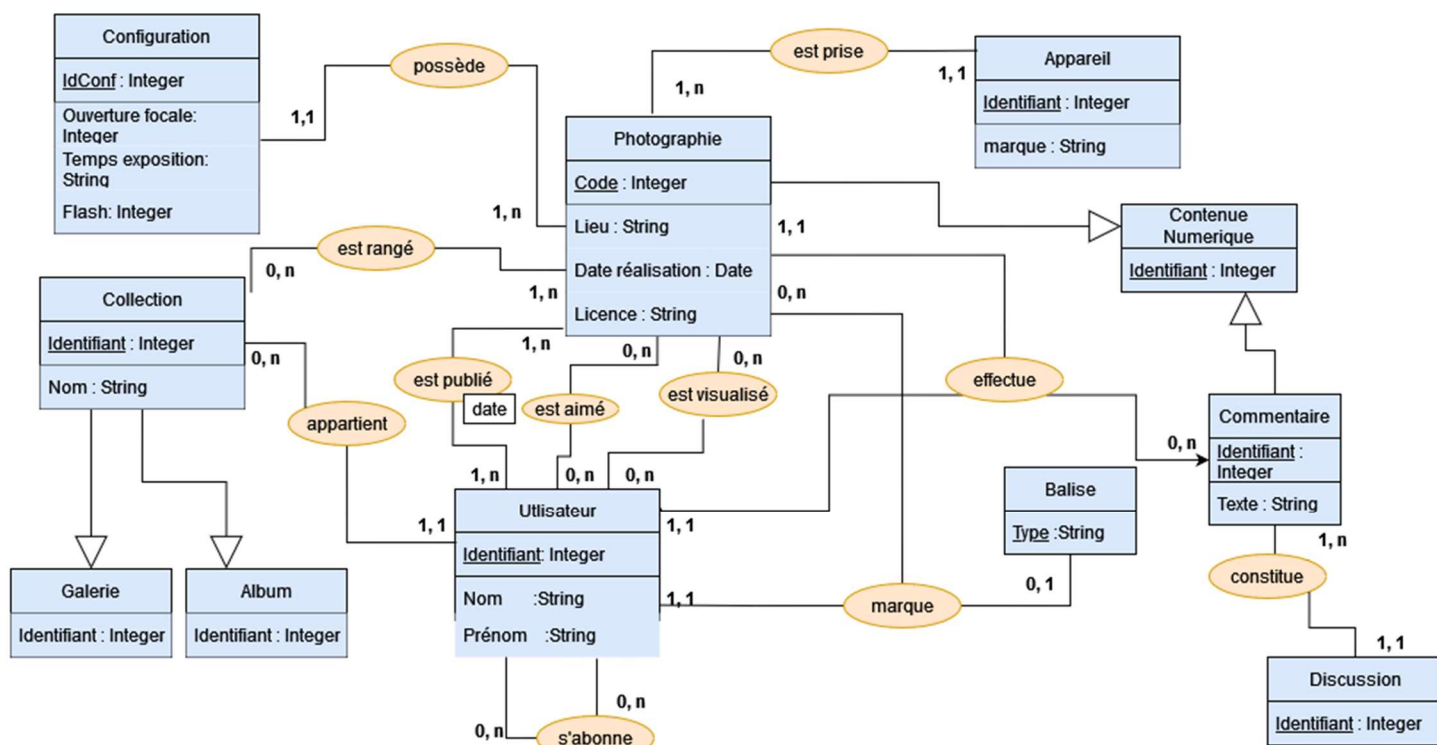 Configuration
IdConf : Integer
Ouverture focale:
Integer
Temps exposition:
String
Flash: Integer
possède
1,1
1, n
est prise
1, n
1, 1
Appareil
Identifiant : Integer
marque : String
Photographie
Code : Integer
Lieu : String
Date réalisation : Date
Licence : String
1, 1
0, n
Contenue
Numerique
Identifiant : Integer
est rangé
0, n
1, n
Collection
Identifiant : Integer
Nom : String
0, n
appartient
1, 1
1, n
est publié
date
1, n
0, n
est aimé
0, n
0, n
est visualisé
0, n
effectue
0, n
1, 1
Commentaire
Identifiant :
Integer
Texte : String
1, n
constitue
1, 1
Discussion
Identifiant : Integer
Balise
Type :String
0, 1
marque
1, 1
Utlisateur
Identifiant: Integer
Nom :String
Prénom :String
0, n
0, n
s'abonne
Galerie
Identifiant : Integer
Album
Identifiant : Integer